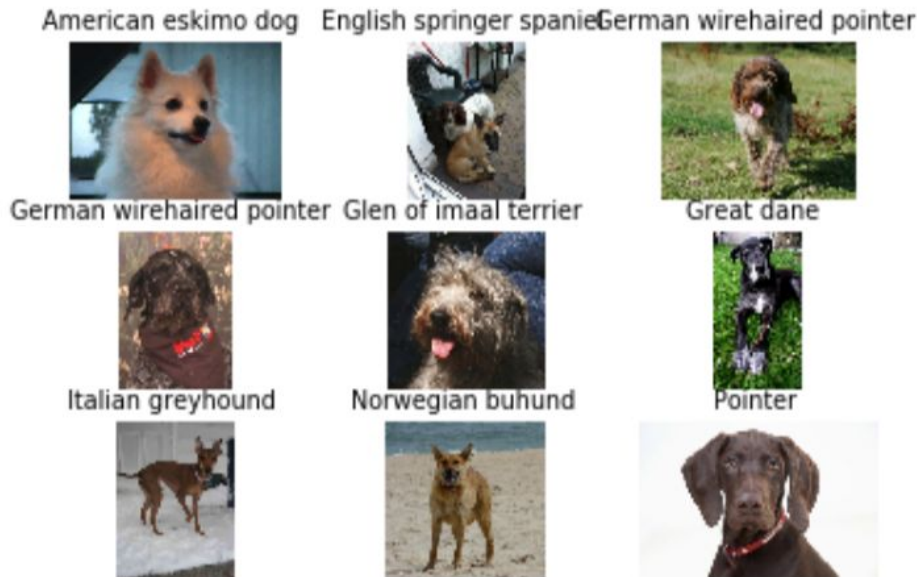 American eskimo dog
English springer spaniel
German wirehaired pointer
German wirehaired pointer
Glen of imaal terrier
Great dane
Italian greyhound
Norwegian buhund
Pointer